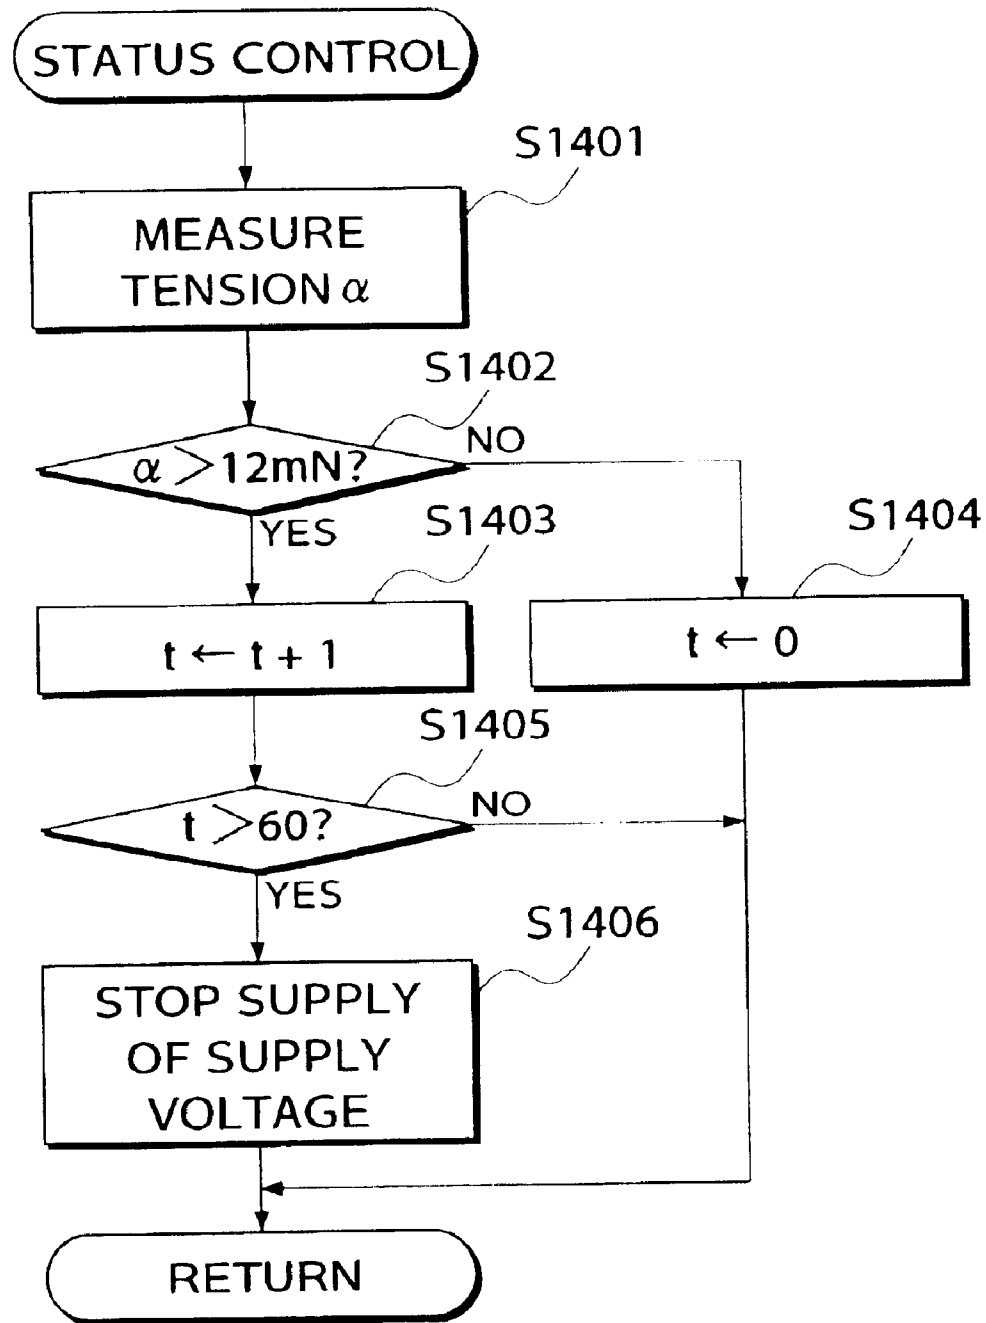 STATUS CONTROL
S1401
MEASURE
TENSION α
S1402
α > 12mN?
NO
YES
S1403
S1404
t ← t + 1
t ← 0
S1405
t > 60?
NO
YES
S1406
STOP SUPPLY
OF SUPPLY
VOLTAGE
RETURN